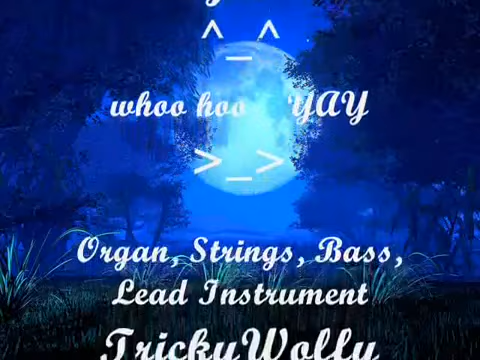 ^_^
whoo hoo YAY
>_>
Organ, Strings, Bass,
Lead Instrument
TrickyWolfy